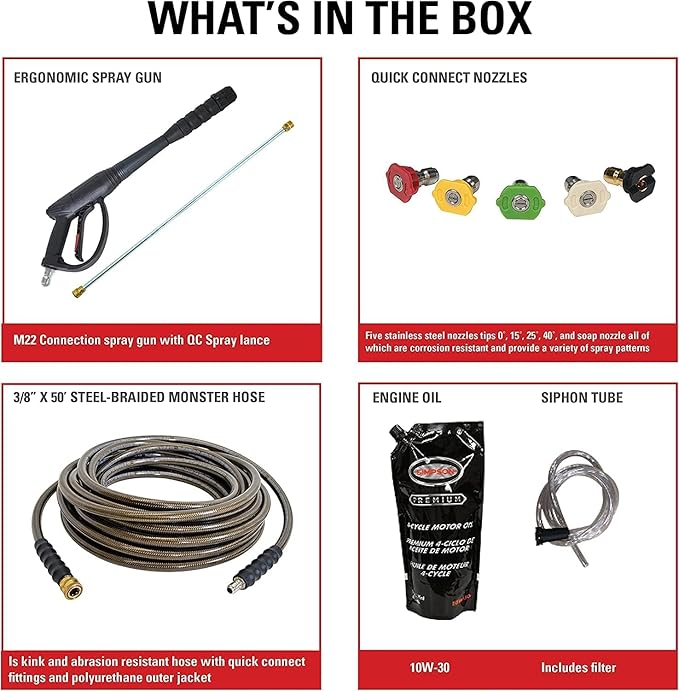 WHAT'S IN THE BOX
ERGONOMIC SPRAY GUN
M22 Connection spray gun with QC Spray lance
QUICK CONNECT NOZZLES
Five stainless steel nozzles tips 0°, 15°, 25°, 40°, and soap nozzle all of
which are corrosion resistant and provide a variety of spray patterns
3/8" X 50' STEEL-BRAIDED MONSTER HOSE
Is kink and abrasion resistant hose with quick connect
fittings and polyurethane outer jacket
ENGINE OIL
SIMPSON
PREMIUM
4-CYCLE MOTOR OIL
PREMIUM 4-CICLO DE
ACEITE DE MOTOR
HUILE DE MOTEUR
4-CYCLE
10W-30
SIPHON TUBE
Includes filter